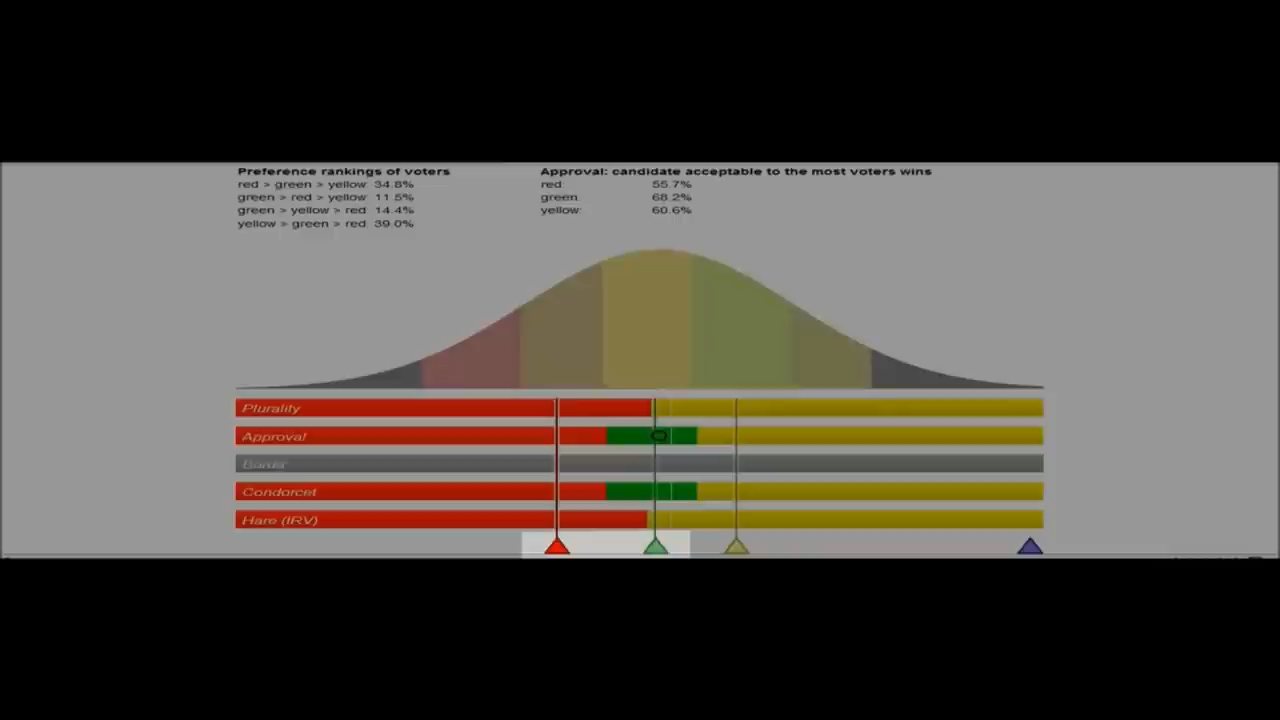 Preference rankings of voters
red > green > yellow: 34.8%
green > red > yellow: 11.5%
green > yellow > red: 14.4%
yellow > green > red: 39.0%
Approval: candidate acceptable to the most voters wins
red: 55.7%
green: 68.2%
yellow: 60.6%
Plurality
Approval
Borda
Condorcet
Hare (IRV)